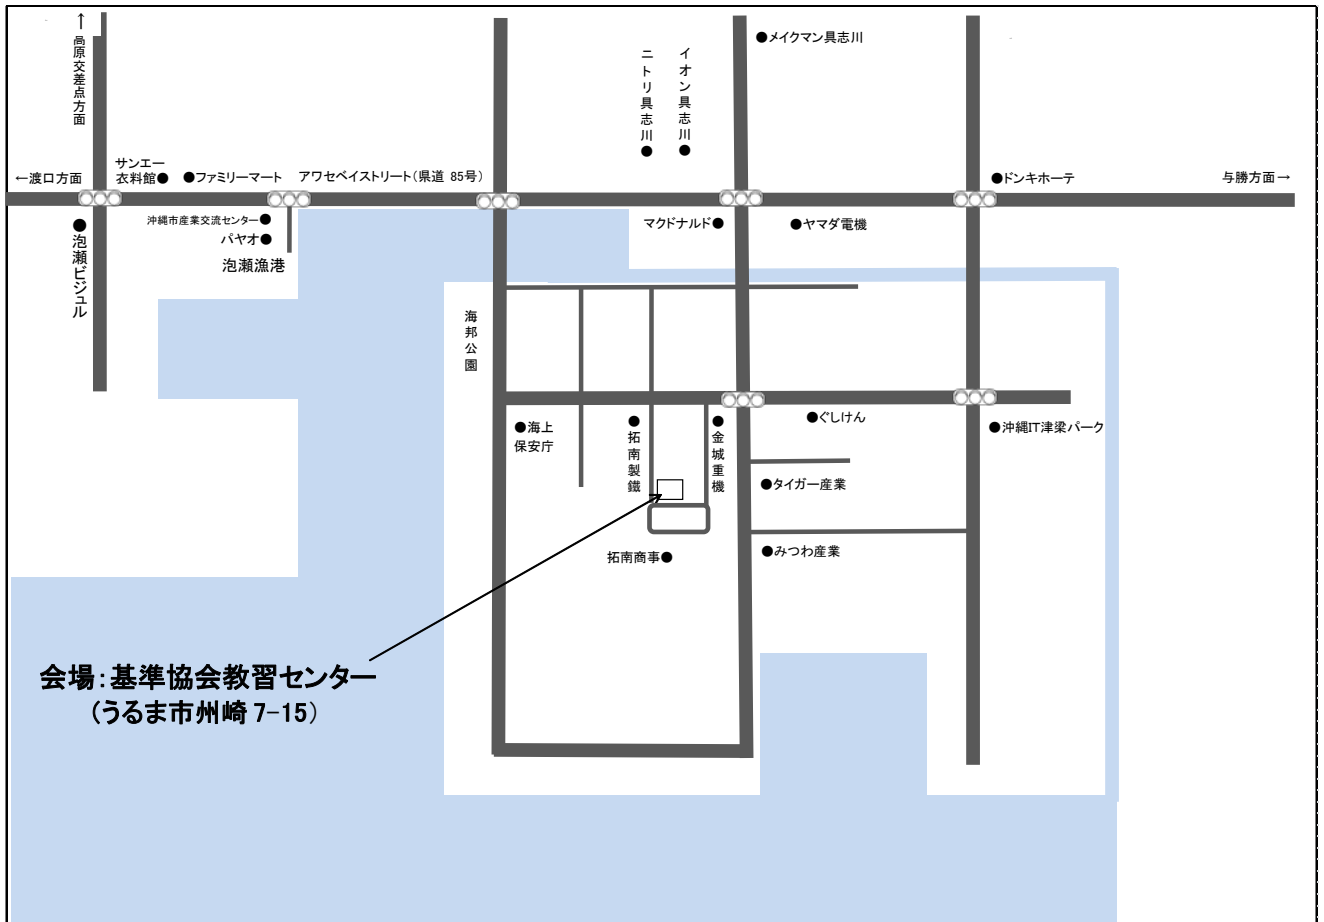 ↑高原交差点方面
●メイクマン具志川
ニトリ具志川●
イオン具志川●
←渡口方面
サンエー
衣料館●
●ファミリーマート
アワセベイストリート(県道 85号)
●ドンキホーテ
与勝方面→
●泡瀬ビジュル
沖縄市産業交流センター●
パヤオ●
泡瀬漁港
マクドナルド●
●ヤマダ電機
海邦公園
●海上
保安庁
●拓南製鐵
●金城重機
●ぐしけん
●沖縄IT津梁パーク
●タイガー産業
拓南商事●
●みつわ産業
会場:基準協会教習センター
(うるま市州崎 7-15)